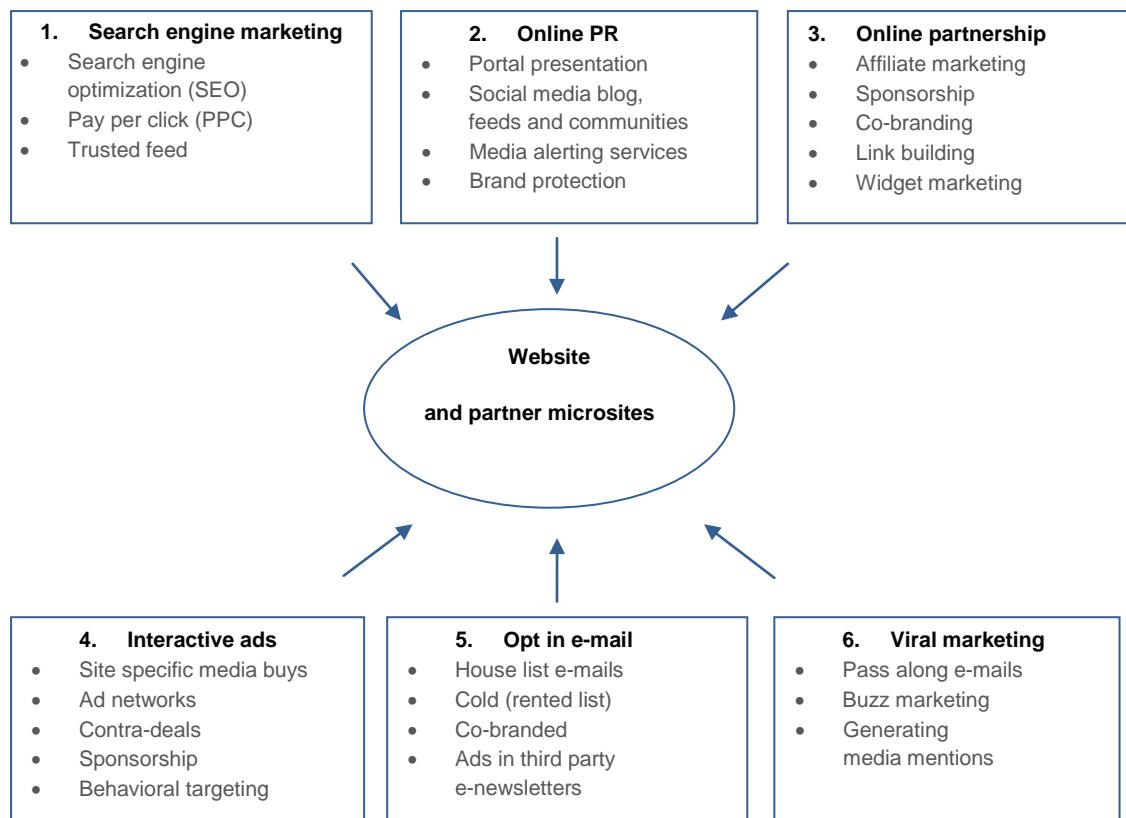 1. Search engine marketing
• Search engine
optimization (SEO)
• Pay per click (PPC)
• Trusted feed
2. Online PR
• Portal presentation
• Social media blog,
feeds and communities
• Media alerting services
• Brand protection
3. Online partnership
• Affiliate marketing
• Sponsorship
• Co-branding
• Link building
• Widget marketing
Website
and partner microsites
4. Interactive ads
• Site specific media buys
• Ad networks
• Contra-deals
• Sponsorship
• Behavioral targeting
5. Opt in e-mail
• House list e-mails
• Cold (rented list)
• Co-branded
• Ads in third party
e-newsletters
6. Viral marketing
• Pass along e-mails
• Buzz marketing
• Generating
media mentions